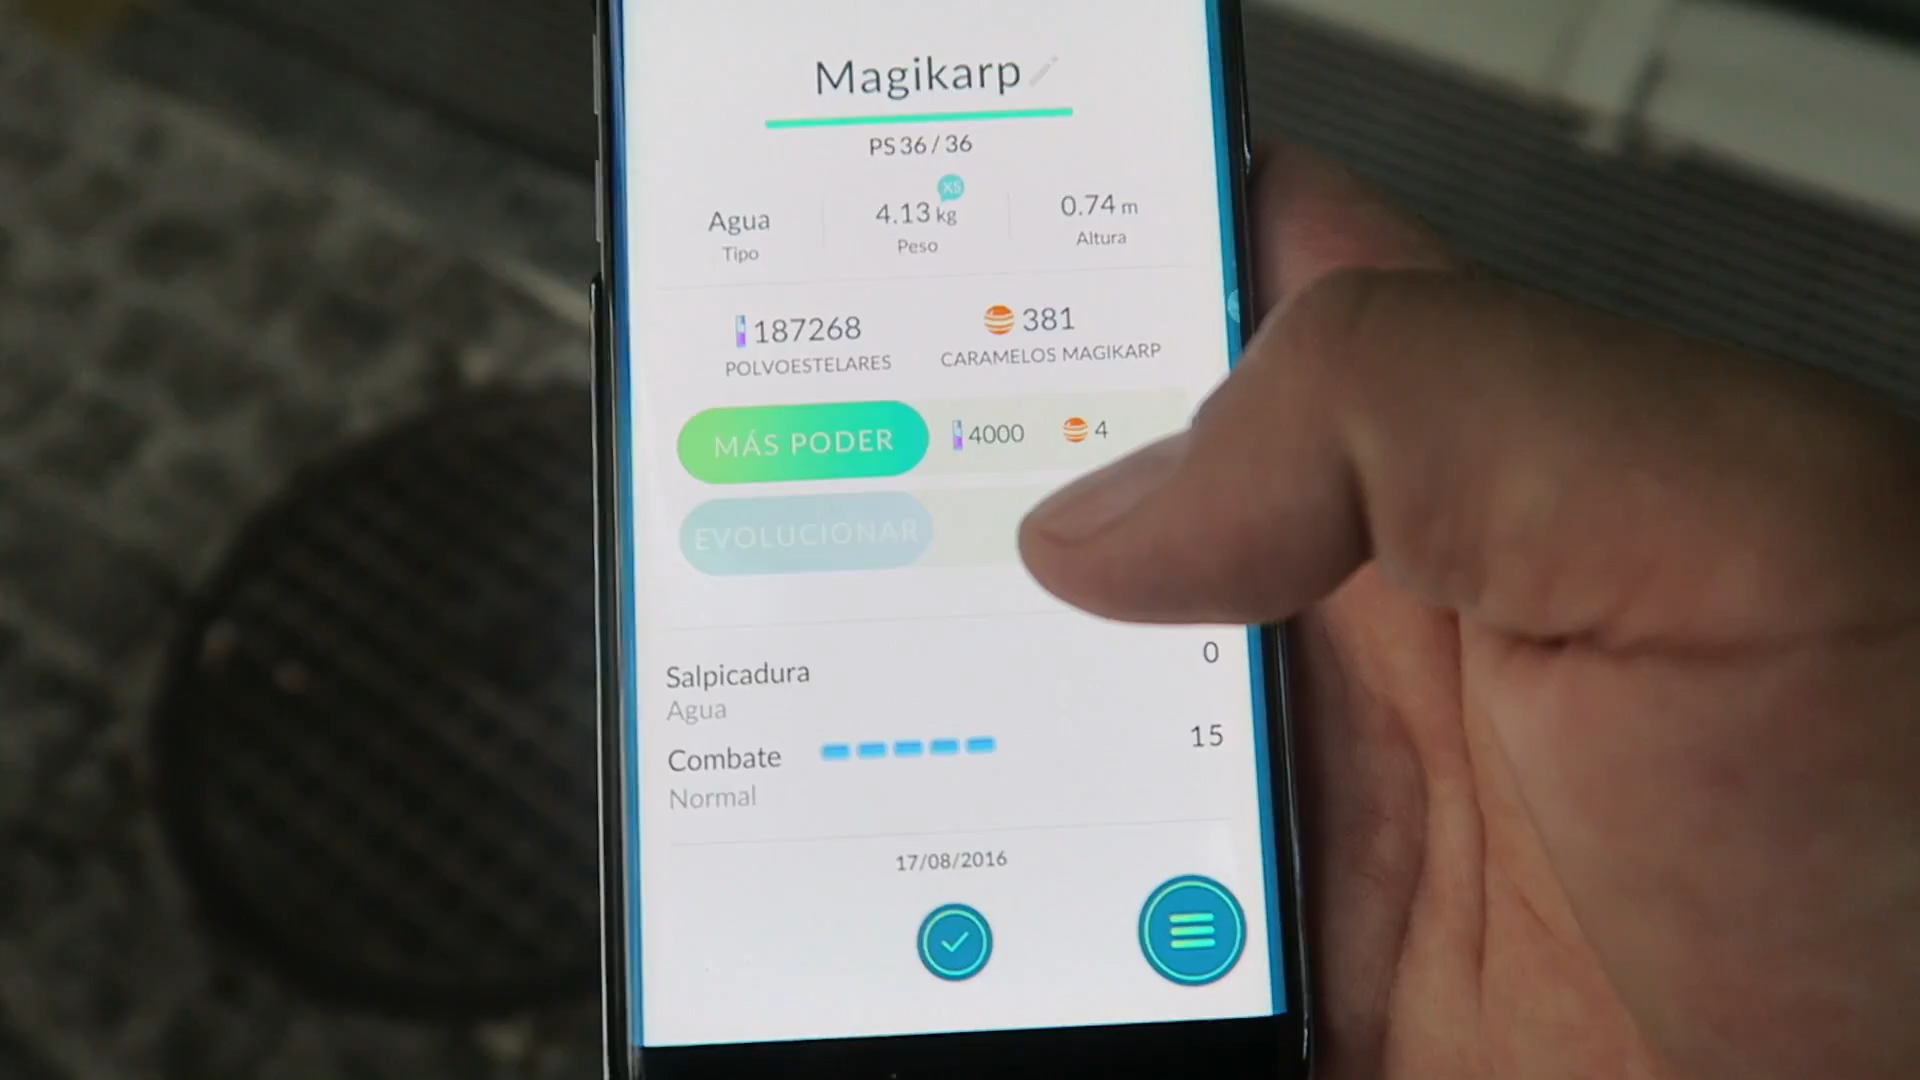 Magikarp
PS 36 / 36
XS
Agua
Tipo
4.13 kg
Peso
0.74 m
Altura
187268
POLVOESTELARES
381
CARAMELOS MAGIKARP
MÁS PODER
4000
4
EVOLUCIONAR
Salpicadura
0
Agua
Combate
15
Normal
17/08/2016